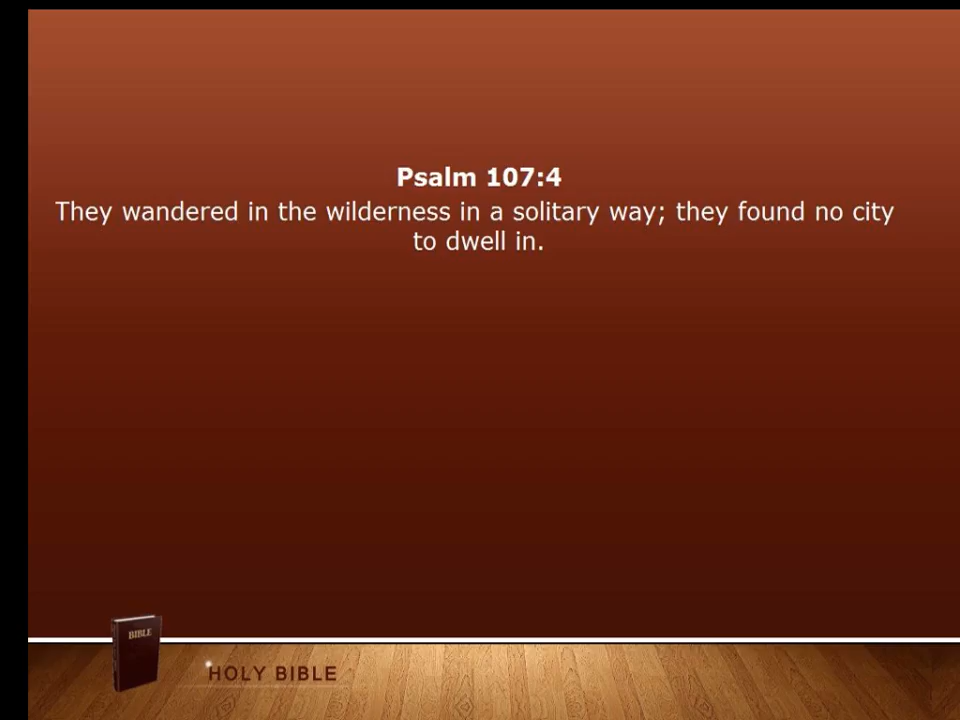 Psalm 107:4
They wandered in the wilderness in a solitary way; they found no city
to dwell in.
BIBLE
HOLY BIBLE